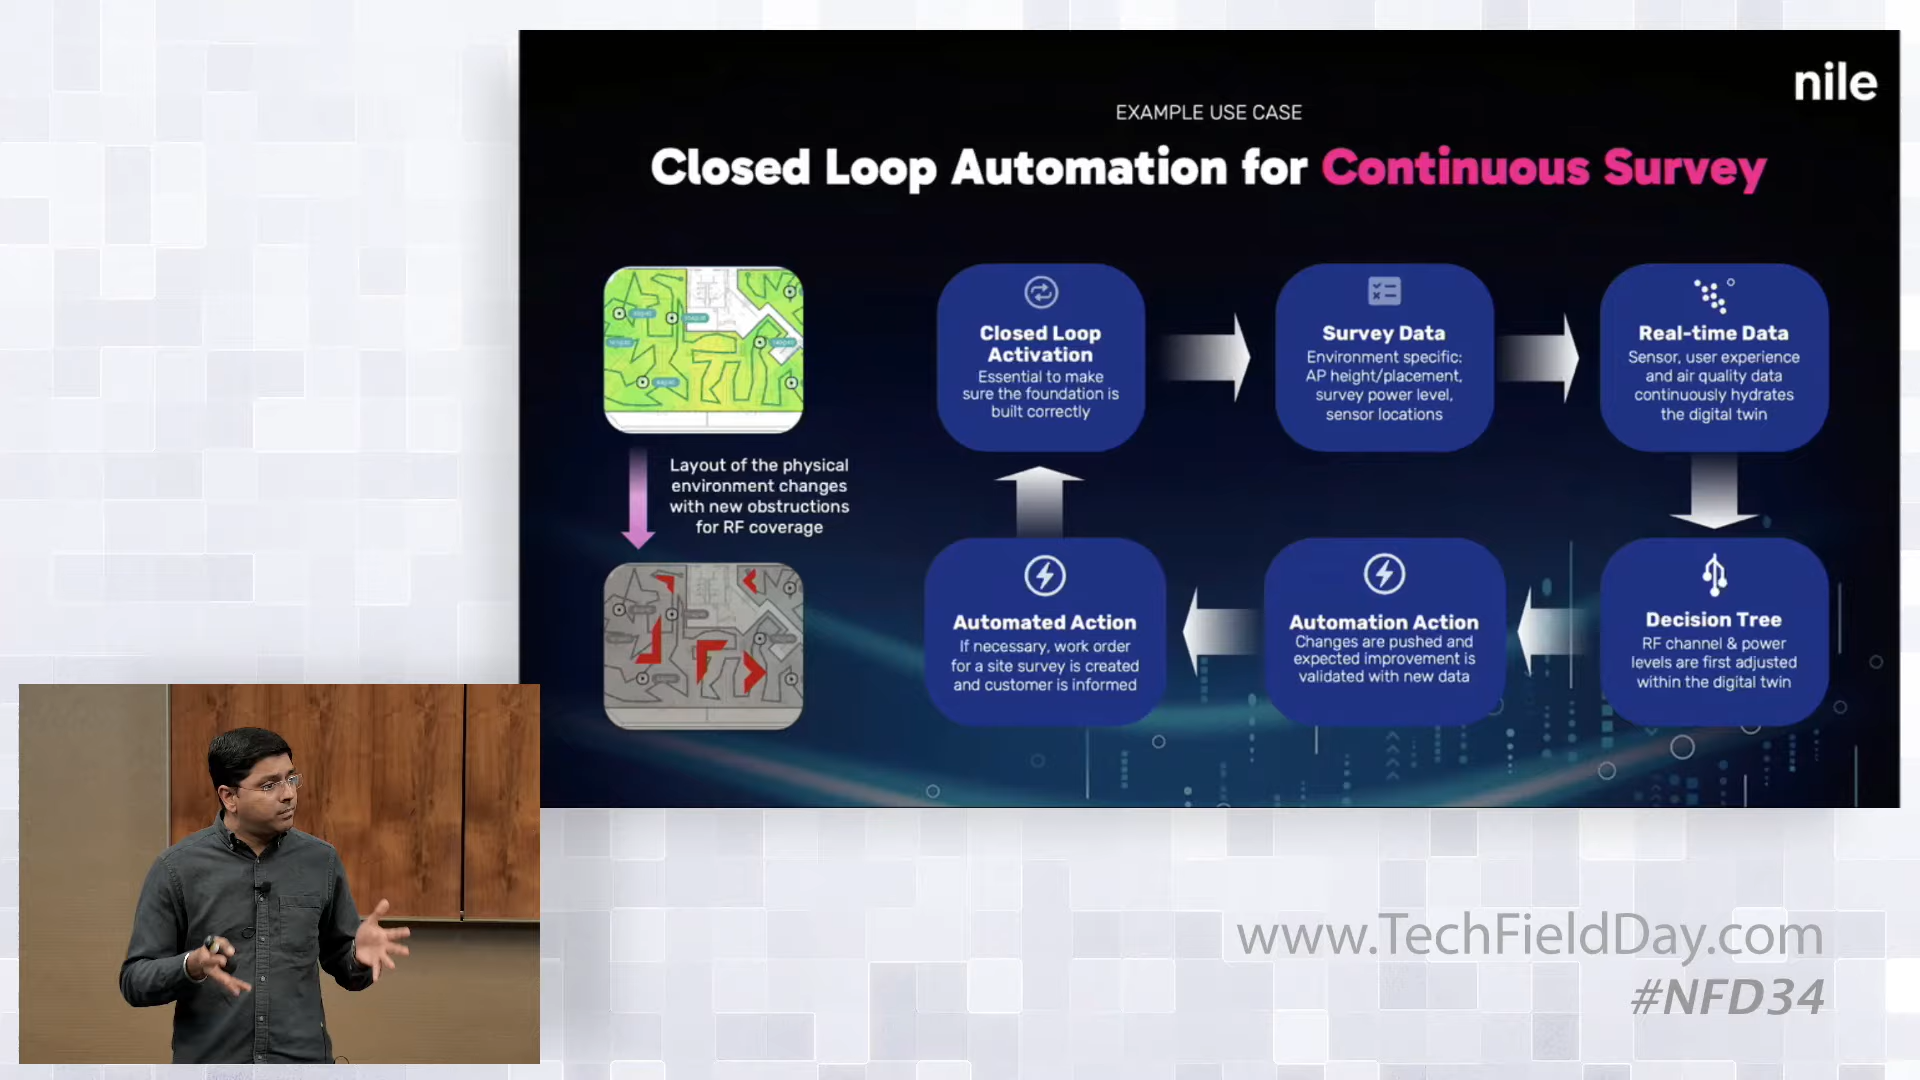 nile
EXAMPLE USE CASE
Closed Loop Automation for Continuous Survey
Layout of the physical
environment changes
with new obstructions
for RF coverage
Closed Loop
Activation
Essential to make
sure the foundation is
built correctly
Survey Data
Environment specific:
AP height/placement,
survey power level,
sensor locations
Real-time Data
Sensor, user experience
and air quality data
continuously hydrates
the digital twin
Decision Tree
RF channel & power
levels are first adjusted
within the digital twin
Automation Action
Changes are pushed and
expected improvement is
validated with new data
Automated Action
If necessary, work order
for a site survey is created
and customer is informed
www.TechFieldDay.com
#NFD34